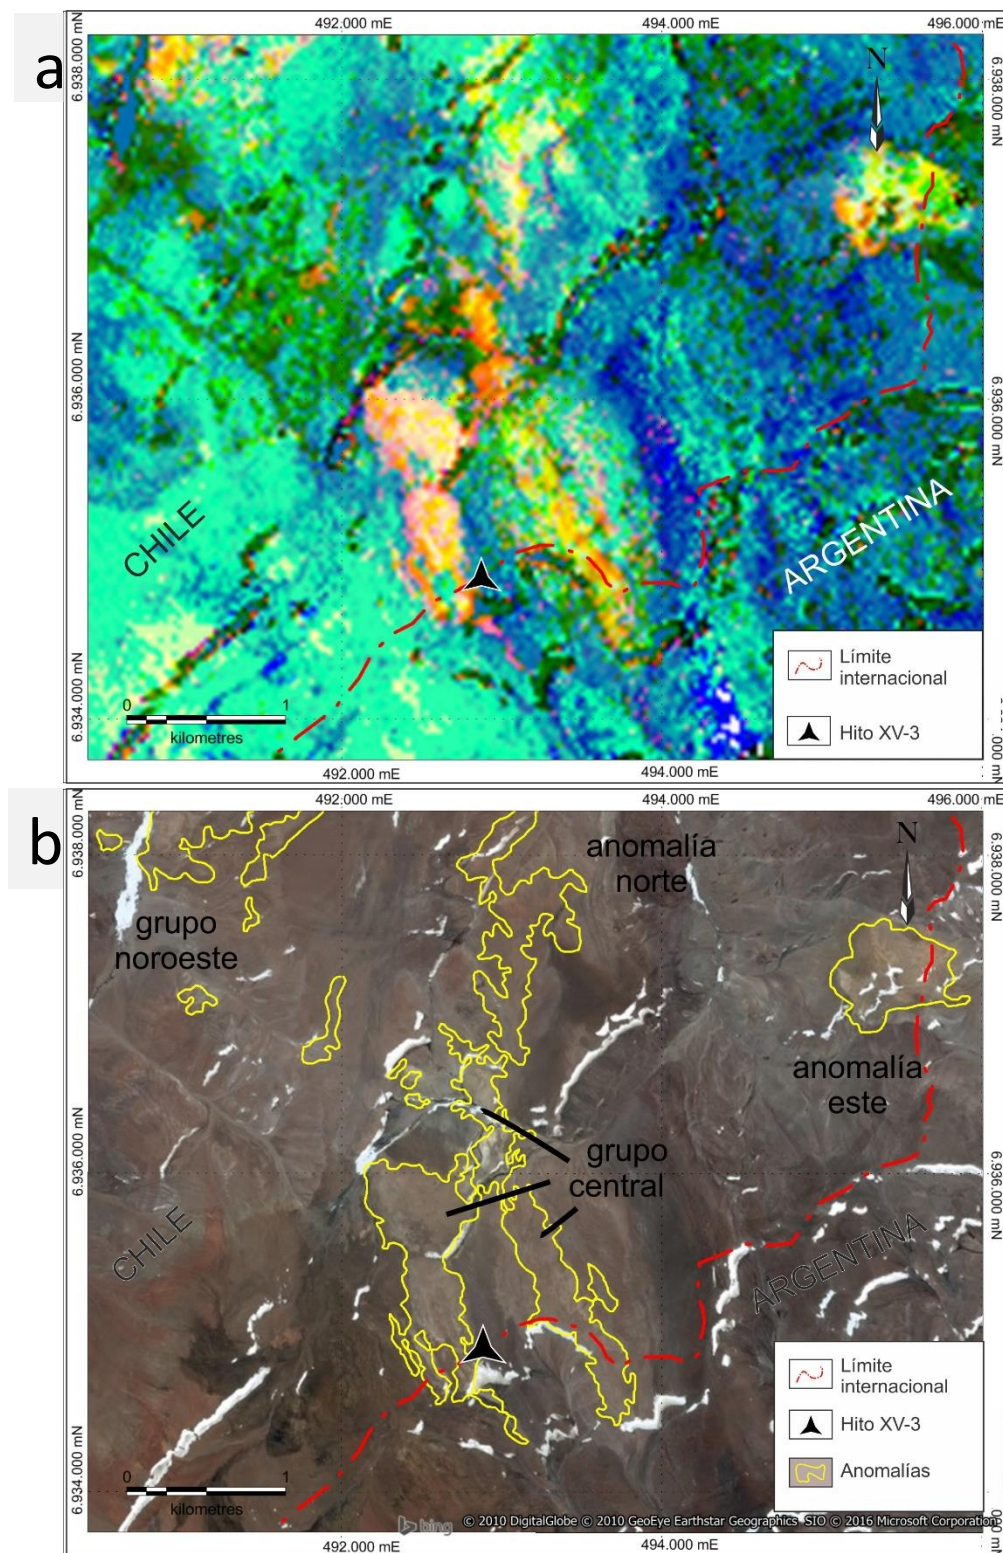 a
492.000 mE
494.000 mE
496.000 mE
6.938.000 mN
6.938.000 mN
N
6.936.000 mN
6.936.000 mN
CHILE
ARGENTINA
6.934.000 mN
0
1
kilometres
Límite
internacional
Hito XV-3
.000 mN
492.000 mE
494.000 mE
b
492.000 mE
494.000 mE
496.000 mE
6.938.000 mN
6.938.000 mN
anomalía
norte
N
grupo
noroeste
anomalía
este
grupo
central
6.936.000 mN
6.936.000 mN
CHILE
ARGENTINA
6.934.000 mN
0
1
kilometres
Límite
internacional
Hito XV-3
Anomalías
bing
© 2010 DigitalGlobe © 2010 GeoEye Earthstar Geographics SIO © 2016 Microsoft Corporation
492.000 mE
494.000 mE